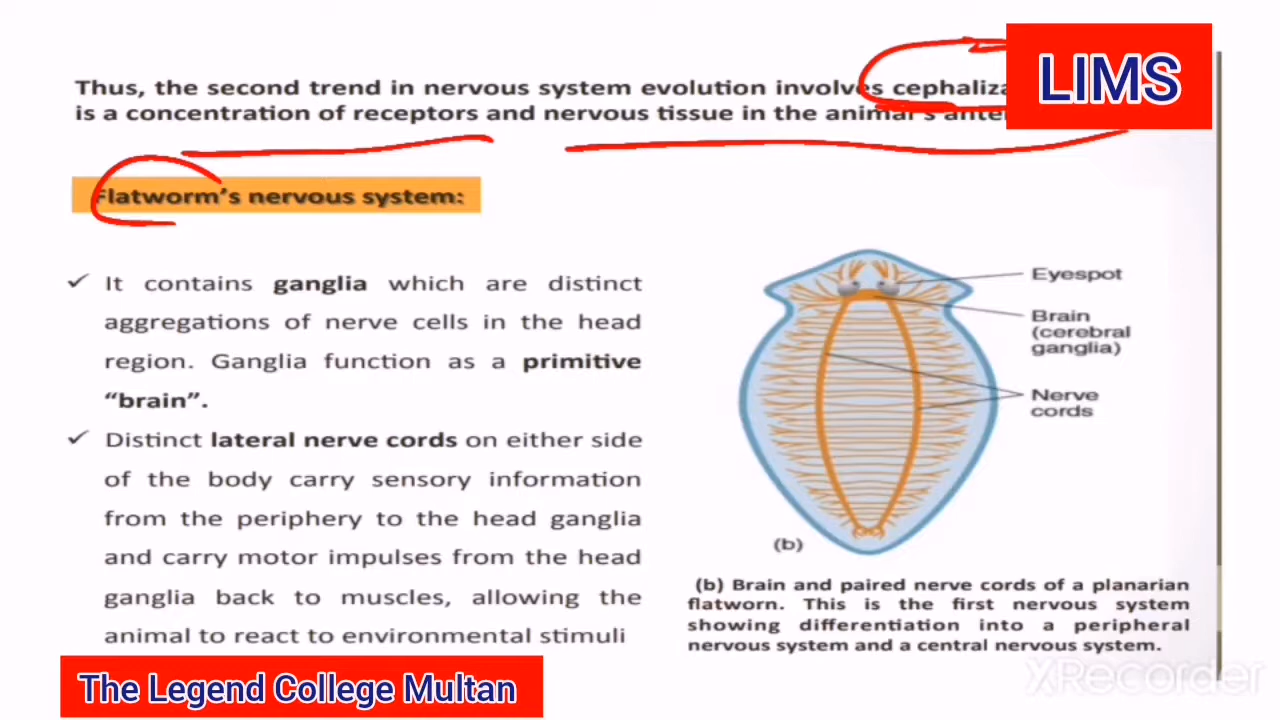 Thus, the second trend in nervous system evolution involves
LIMS
is a concentration of receptors and nervous tissue in the animal's
Flatworm's nervous system:
✓ It contains ganglia which are distinct
aggregations of nerve cells in the head
region. Ganglia function as a primitive
“brain”.
✓ Distinct lateral nerve cords on either side
of the body carry sensory information
from the periphery to the head ganglia
and carry motor impulses from the head
ganglia back to muscles, allowing the
animal to react to environmental stimuli
Eyespot
Brain
(cerebral
ganglia)
Nerve
cords
(b)
(b) Brain and paired nerve cords of a planarian
flatworn. This is the first nervous system
showing differentiation into a peripheral
nervous system and a central nervous system.
The Legend College Multan
XRecorder